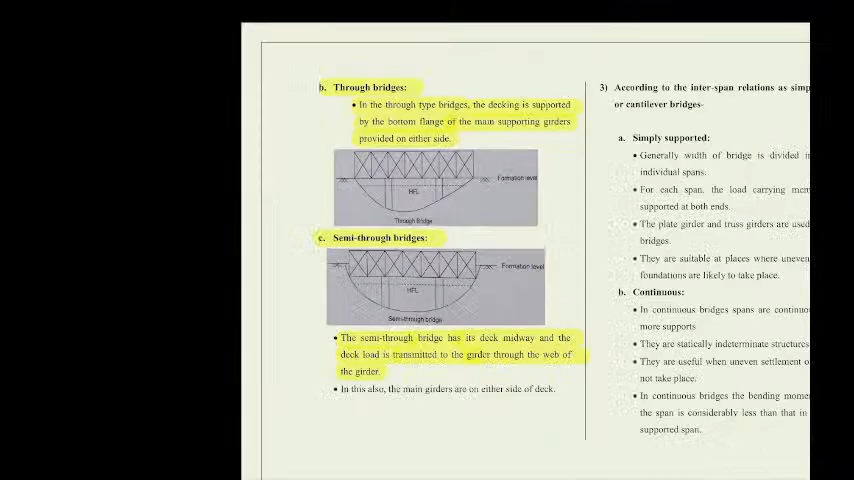 b. Through bridges:
• In the through type bridges, the decking is supported
by the bottom flange of the main supporting girders
provided on either side.
Formation level
HFL
Through Bridge
c. Semi-through bridges:
Formation level
HFL
Semi-through bridge
• The semi-through bridge has its deck midway and the
deck load is transmitted to the girder through the web of
the girder.
• In this also, the main girders are on either side of deck.
3) According to the inter-span relations as simp
or cantilever bridges-
a. Simply supported:
• Generally width of bridge is divided i
individual spans.
• For each span, the load carrying mem
supported at both ends.
• The plate girder and truss girders are used
bridges.
• They are suitable at places where uneven
foundations are likely to take place.
b. Continuous:
• In continuous bridges spans are continuo
more supports
• They are statically indeterminate structures
• They are useful when uneven settlement o
not take place.
• In continuous bridges the bending mome
the span is considerably less than that in
supported span.